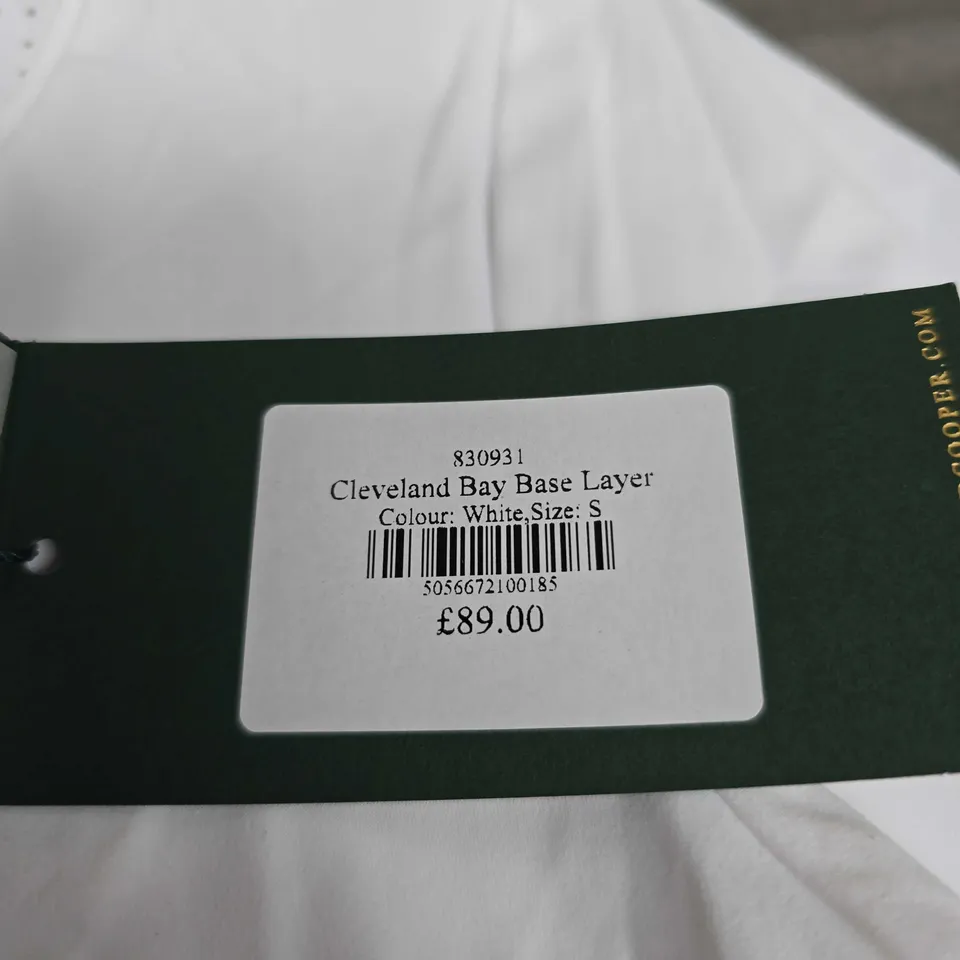 830931
Cleveland Bay Base Layer
Colour: White,Size: S
5056672100185
£89.00
COOPER.COM